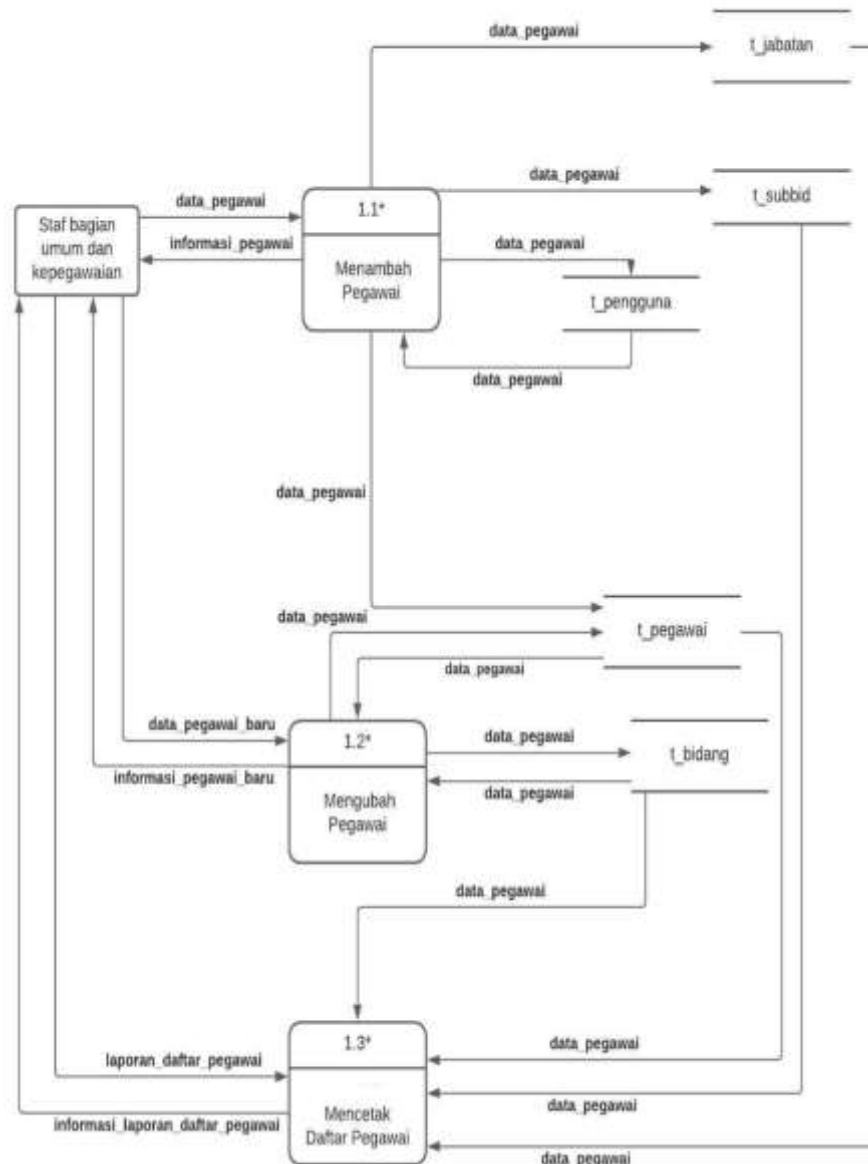 data_pegawai
t_jabatan
data_pegawai
t_subbid
data_pegawai
1.1*
Staf bagian
umum dan
kepegawaian
informasi_pegawai
data_pegawai
Menambah
Pegawai
t_pengguna
data_pegawai
data_pegawai
data_pegawai
t_pegawai
data_pegawai
data_pegawai_baru
1.2*
data_pegawai
t_bidang
informasi_pegawai_baru
data_pegawai
Mengubah
Pegawai
data_pegawai
1.3*
data_pegawai
laporan_daftar_pegawai
data_pegawai
informasi_laporan_daftar_pegawai
Mencetak
Daftar Pegawai
data_pegawai